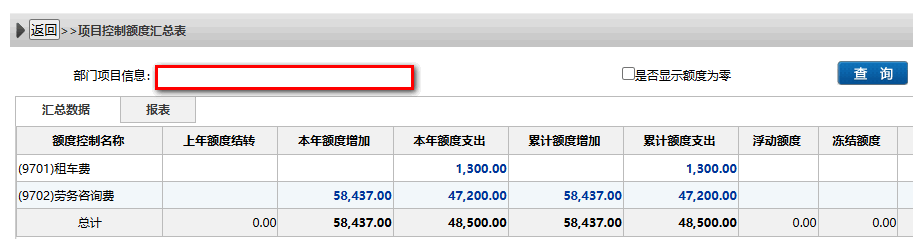 返回>>项目控制额度汇总表
部门项目信息: 是否显示额度为零 查 询
汇总数据 报表
额度控制名称 上年额度结转 本年额度增加 本年额度支出 累计额度增加 累计额度支出 浮动额度 冻结额度
(9701)租车费 1,300.00 1,300.00
(9702)劳务咨询费 58,437.00 47,200.00 58,437.00 47,200.00
总计 0.00 58,437.00 48,500.00 58,437.00 48,500.00 0.00 0.00